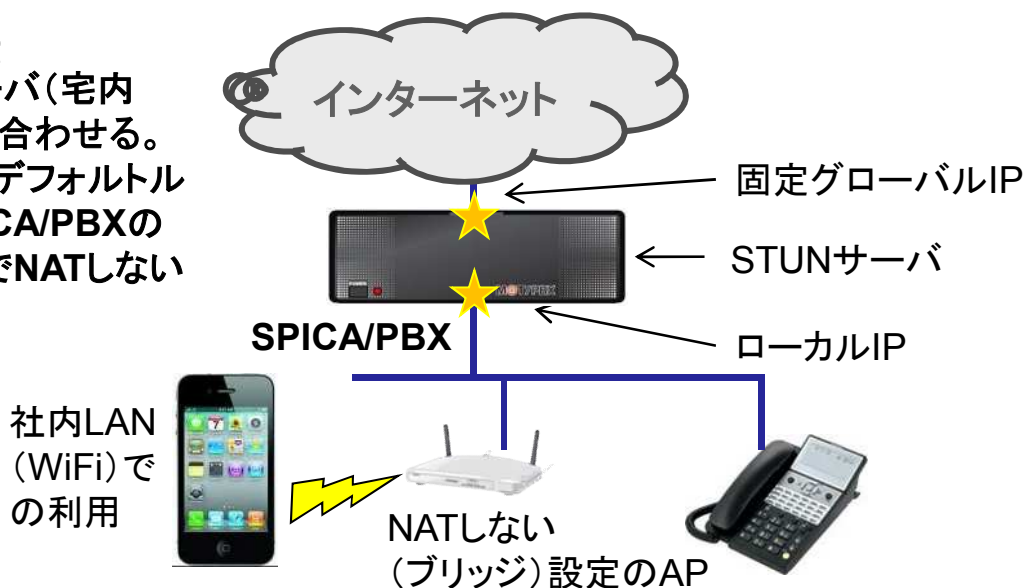 ーバ（宅内
合わせる。
デフォルトル
CA/PBXの
でNATしない
インターネット
固定グローバルIP
STUNサーバ
ローカルIP
SPICA/PBX
社内LAN
（WiFi）で
の利用
NATしない
（ブリッジ）設定のAP